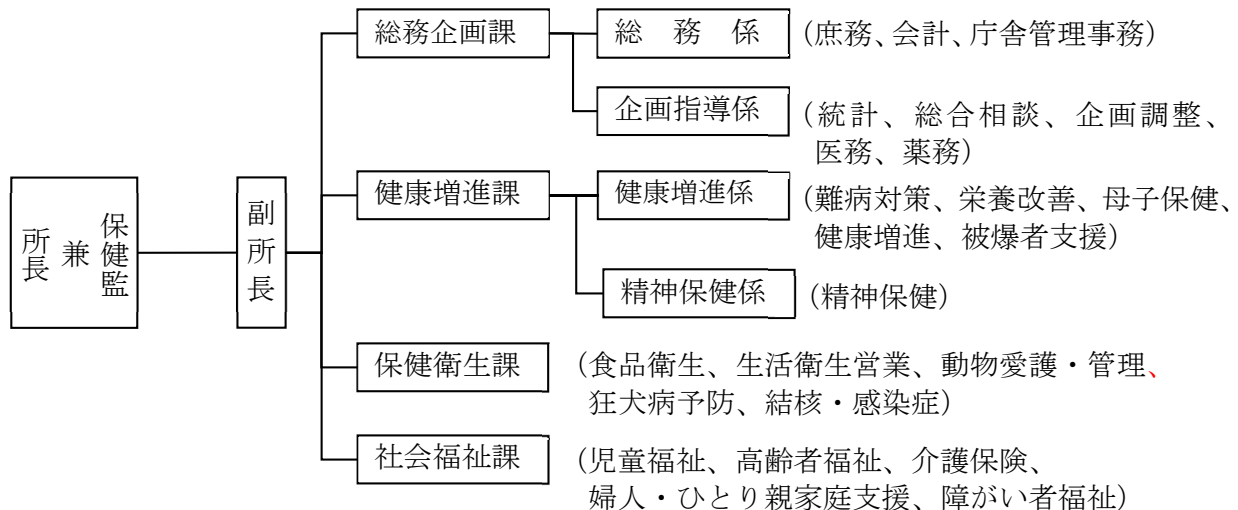 総務企画課
総　務　係
(庶務、会計、庁舎管理事務)
企画指導係
(統計、総合相談、企画調整、
医務、薬務)
保健監
兼
所長
副所長
健康増進課
健康増進係
(難病対策、栄養改善、母子保健、
健康増進、被爆者支援)
精神保健係
(精神保健)
保健衛生課
(食品衛生、生活衛生営業、動物愛護・管理、
狂犬病予防、結核・感染症)
社会福祉課
(児童福祉、高齢者福祉、介護保険、
婦人・ひとり親家庭支援、障がい者福祉)